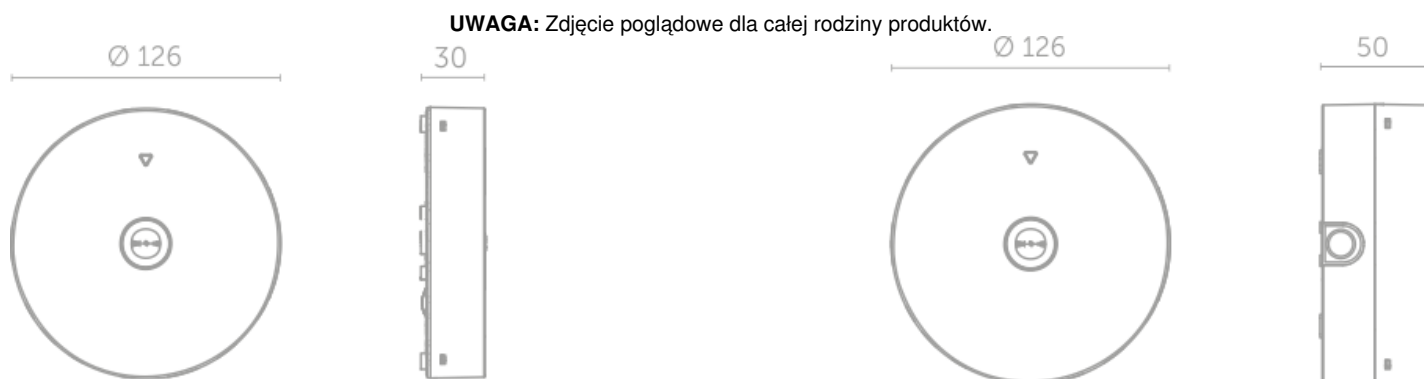 UWAGA: Zdjęcie poglądowe dla całej rodziny produktów.
Ø 126
30
Ø 126
50